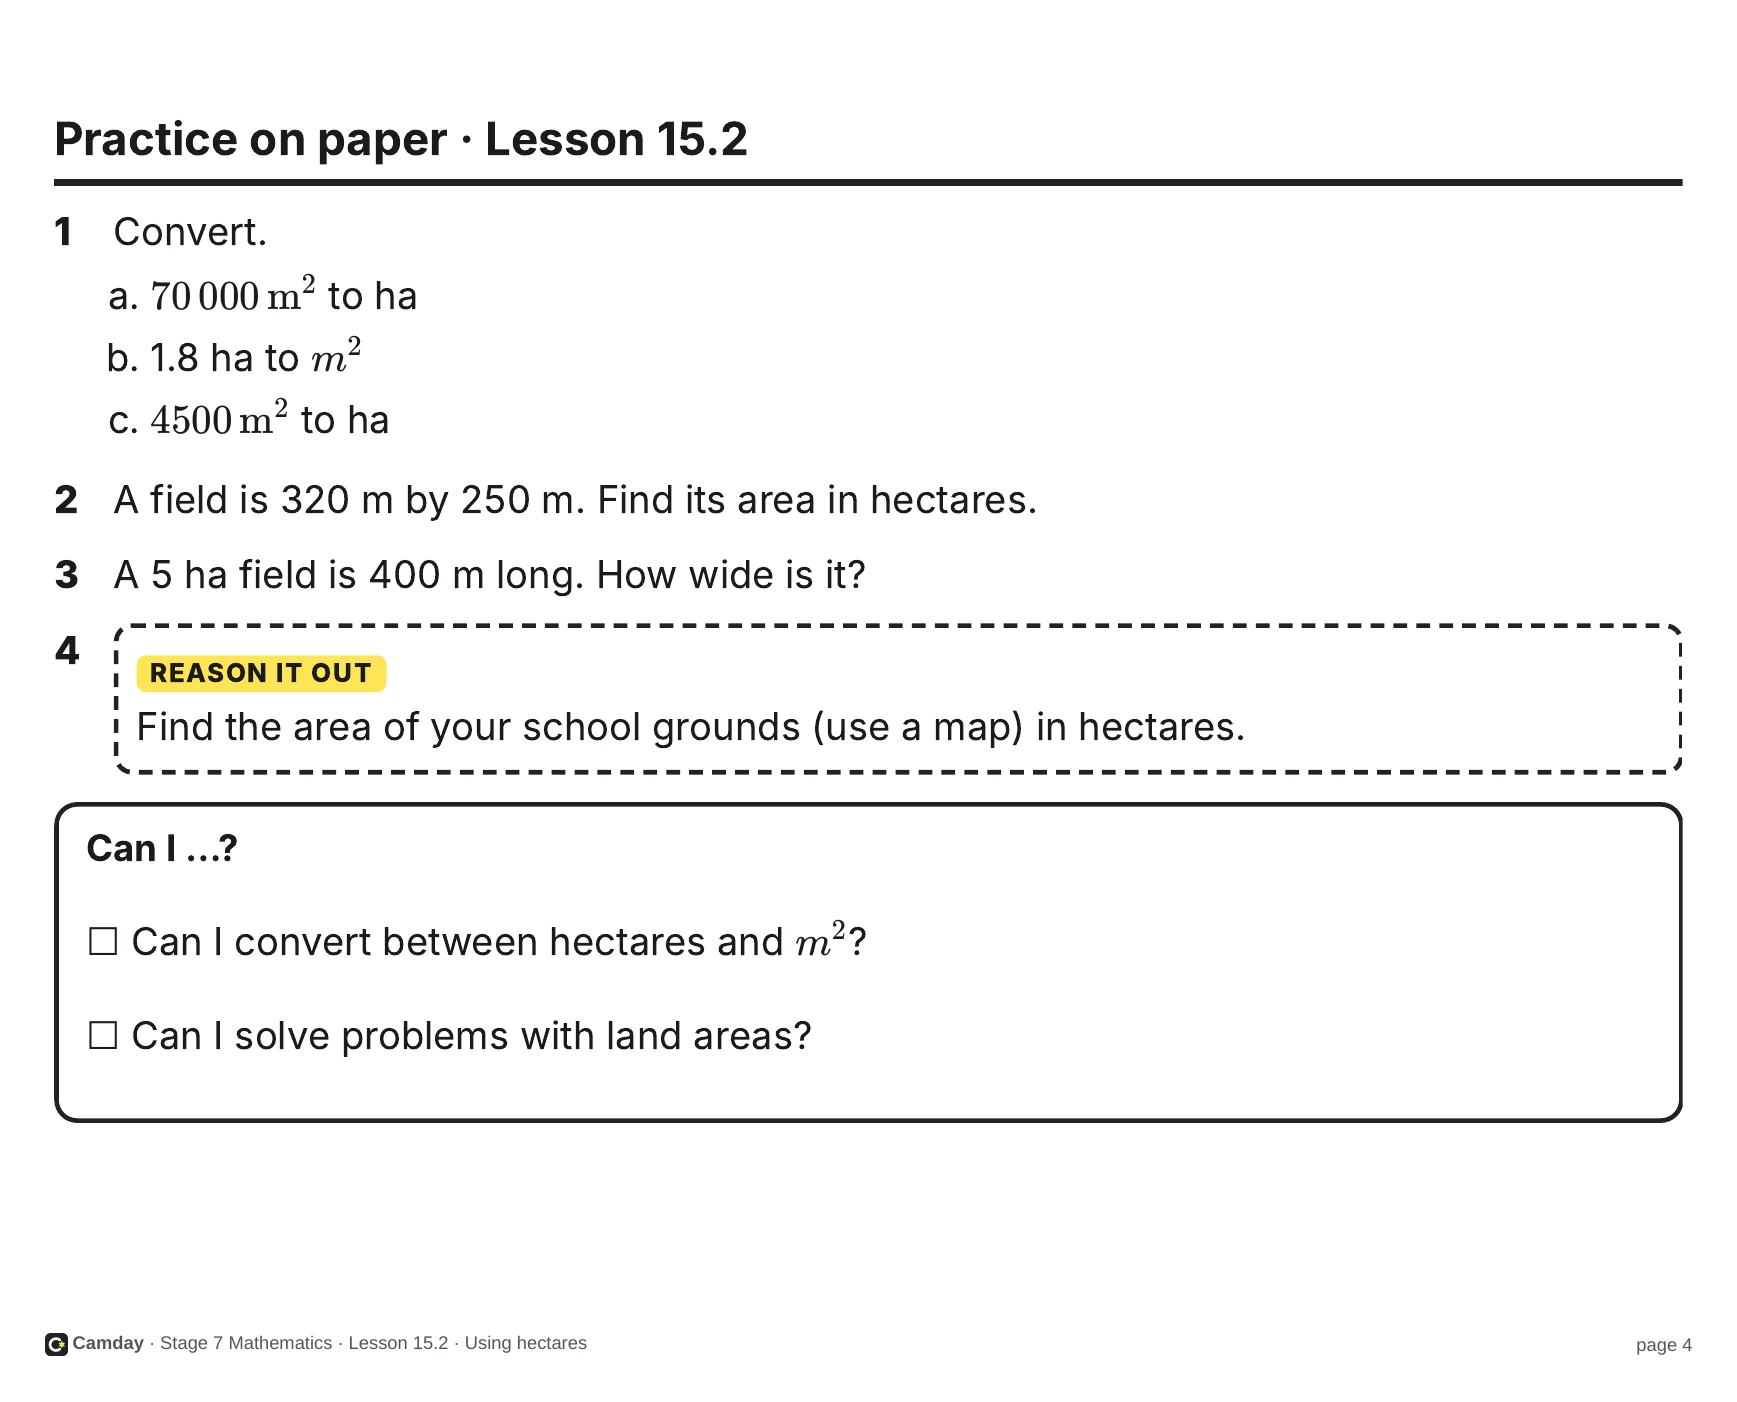 Practice on paper · Lesson 15.2
1 Convert.
a. 70 000 m² to ha
b. 1.8 ha to m²
c. 4500 m² to ha
2 A field is 320 m by 250 m. Find its area in hectares.
3 A 5 ha field is 400 m long. How wide is it?
4
REASON IT OUT
Find the area of your school grounds (use a map) in hectares.
Can I …?
☐ Can I convert between hectares and m²?
☐ Can I solve problems with land areas?
Camday · Stage 7 Mathematics · Lesson 15.2 · Using hectares
page 4